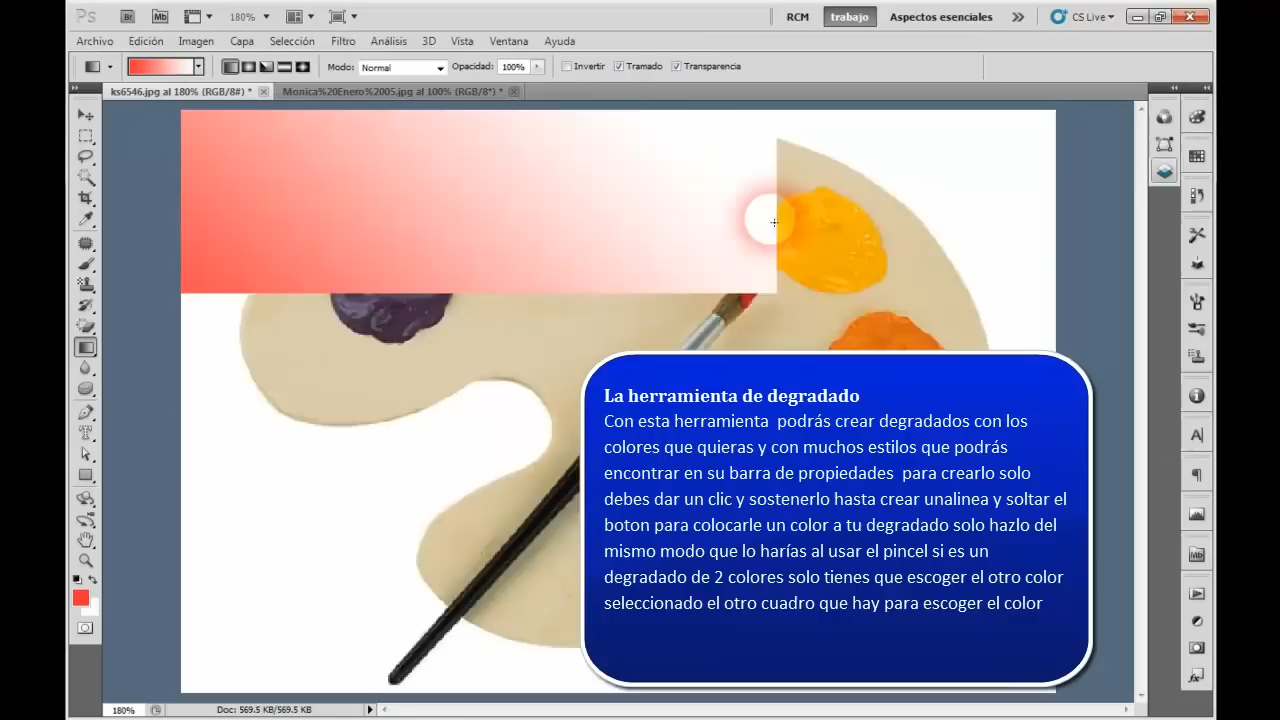 Ps Br Mb 180% RCM trabajo Aspectos esenciales CS Live
Archivo Edición Imagen Capa Selección Filtro Análisis 3D Vista Ventana Ayuda
Modo: Normal Opacidad: 100% Invertir Tramado Transparencia
ks6546.jpg al 180% (RGB/8#) * Monica%20Enero%2005.jpg al 100% (RGB/8*) *
La herramienta de degradado
Con esta herramienta podrás crear degradados con los
colores que quieras y con muchos estilos que podrás
encontrar en su barra de propiedades para crearlo solo
debes dar un clic y sostenerlo hasta crear unalinea y soltar el
boton para colocarle un color a tu degradado solo hazlo del
mismo modo que lo harías al usar el pincel si es un
degradado de 2 colores solo tienes que escoger el otro color
seleccionado el otro cuadro que hay para escoger el color
Mb
180% Doc: 569.5 KB/569.5 KB